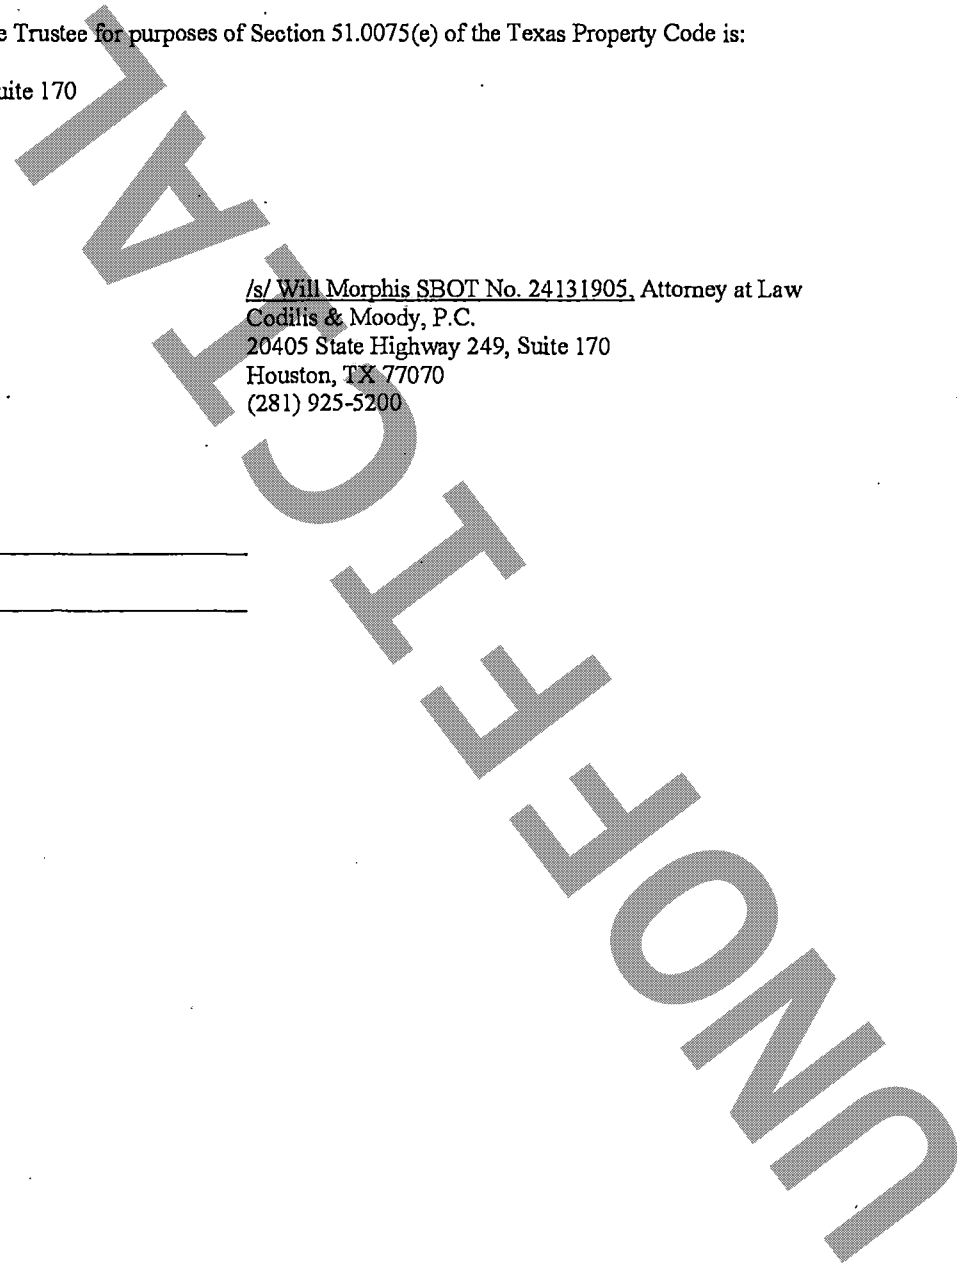 e Trustee for purposes of Section 51.0075(e) of the Texas Property Code is:
uite 170
/s/ Will Morphis SBOT No. 24131905, Attorney at Law
Codilis & Moody, P.C.
20405 State Highway 249, Suite 170
Houston, TX 77070
(281) 925-5200
UNOFFICIAL